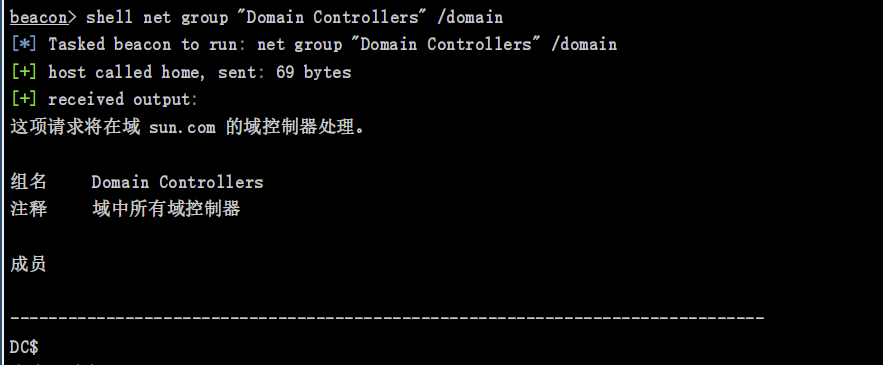 beacon> shell net group "Domain Controllers" /domain
[*] Tasked beacon to run: net group "Domain Controllers" /domain
[+] host called home, sent: 69 bytes
[+] received output:
这项请求将在域 sun.com 的域控制器处理。
组名    Domain Controllers
注释    域中所有域控制器
成员
-------------------------------------------------------------------------------
DC$